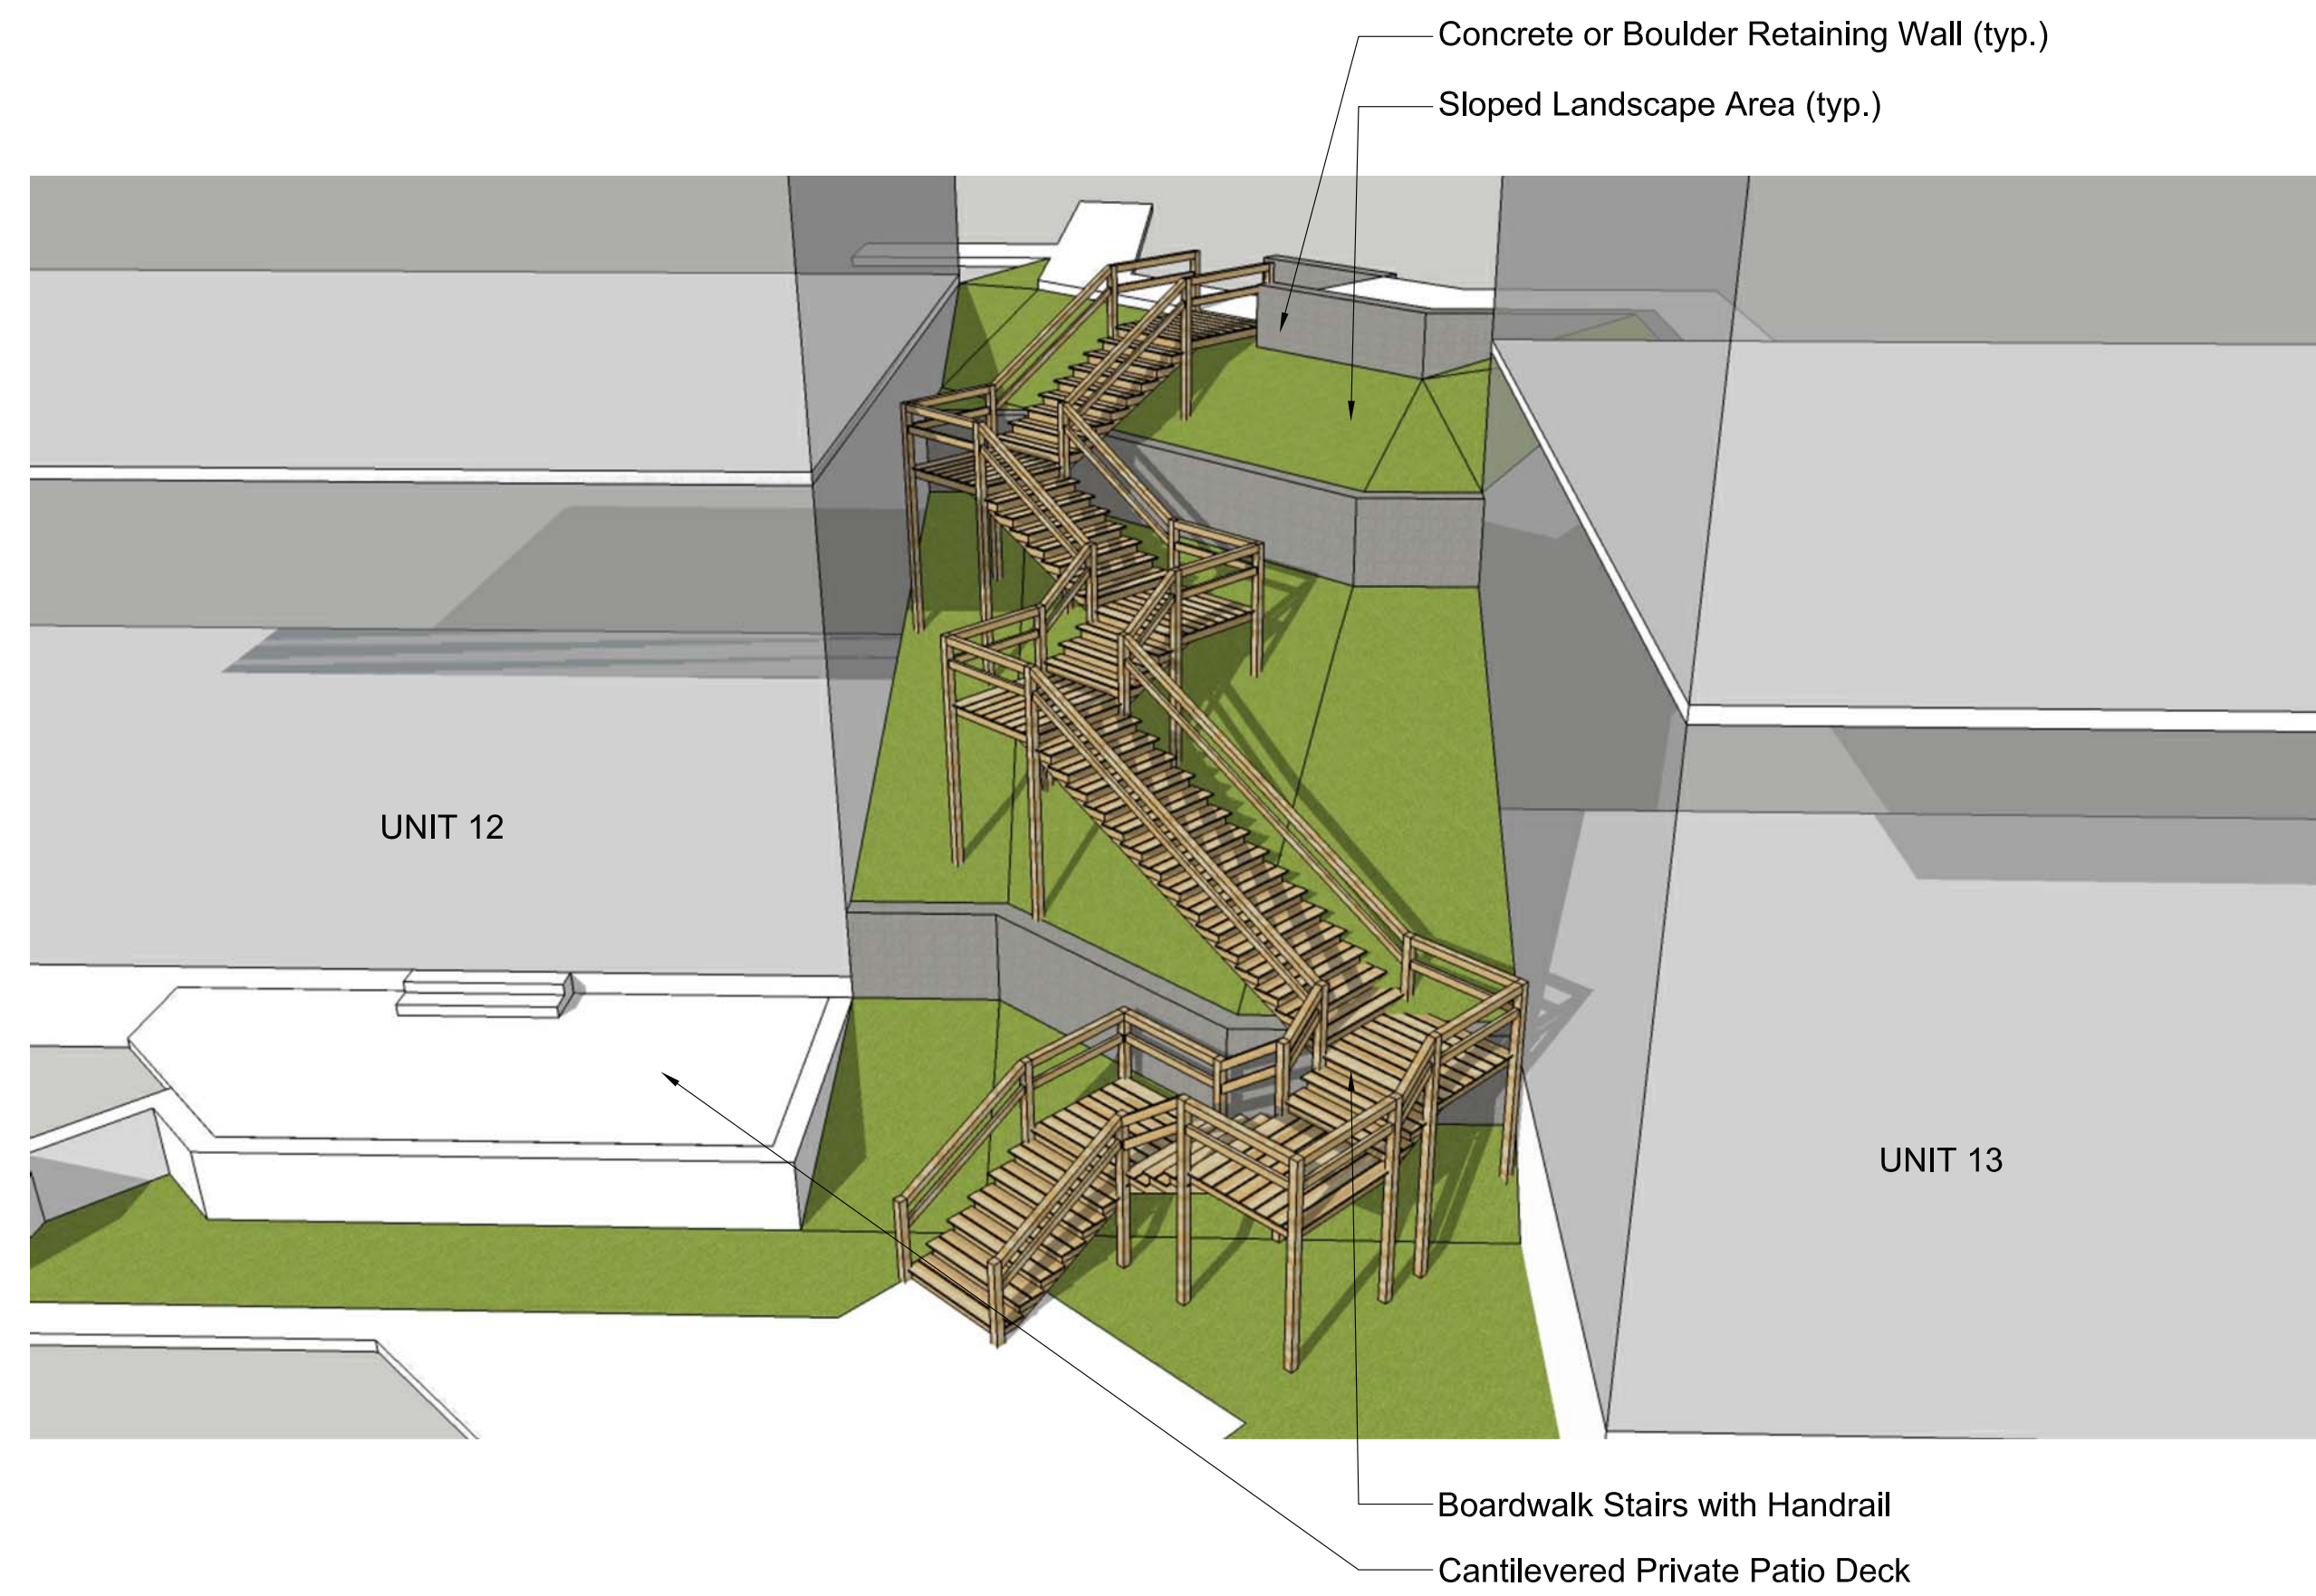 Concrete or Boulder Retaining Wall (typ.)
Sloped Landscape Area (typ.)
UNIT 12
UNIT 13
Boardwalk Stairs with Handrail
Cantilevered Private Patio Deck